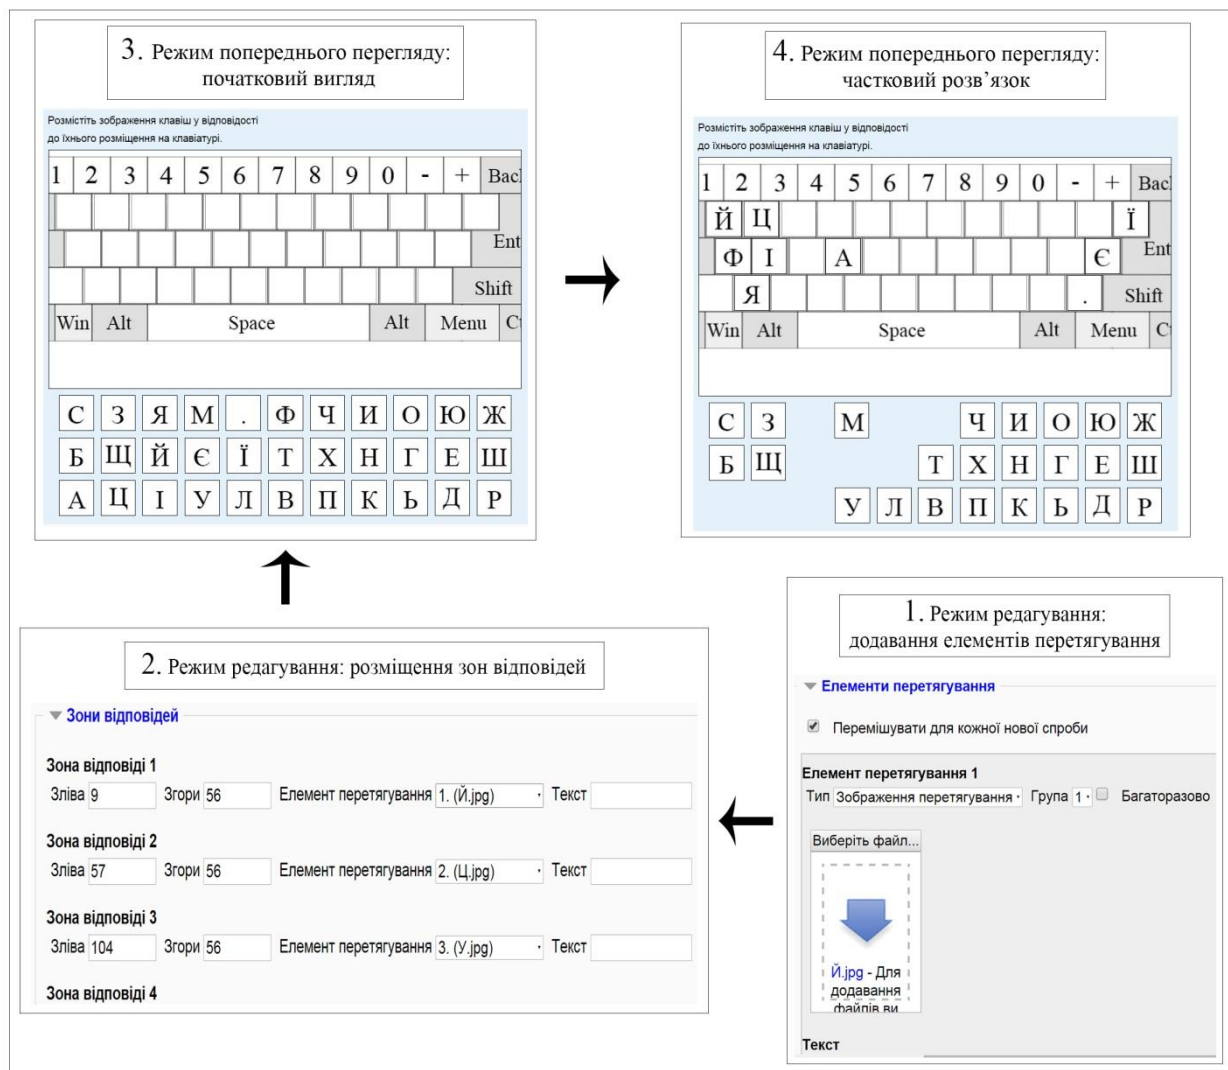 3. Режим попереднього перегляду:
початковий вигляд
Розмістіть зображення клавіш у відповідості
до їхнього розміщення на клавіатурі.
1 2 3 4 5 6 7 8 9 0 - + Bac
Ent
Shift
Win Alt Space Alt Menu C
С З Я М . Ф Ч И О Ю Ж
Б Щ Й Є Ї Т Х Н Г Е Ш
А Ц І У Л В П К Ь Д Р
4. Режим попереднього перегляду:
частковий розв’язок
Розмістіть зображення клавіш у відповідості
до їхнього розміщення на клавіатурі.
1 2 3 4 5 6 7 8 9 0 - + Bac
Й Ц Ї
Ф І А Є Ent
Я . Shift
Win Alt Space Alt Menu C
С З М Ч И О Ю Ж
Б Щ Т Х Н Г Е Ш
У Л В П К Ь Д Р
2. Режим редагування: розміщення зон відповідей
Зони відповідей
Зона відповіді 1
Зліва 9 Згори 56 Елемент перетягування 1. (Й.jpg) Текст
Зона відповіді 2
Зліва 57 Згори 56 Елемент перетягування 2. (Ц.jpg) Текст
Зона відповіді 3
Зліва 104 Згори 56 Елемент перетягування 3. (У.jpg) Текст
Зона відповіді 4
1. Режим редагування:
додавання елементів перетягування
Елементи перетягування
Перемішувати для кожної нової спроби
Елемент перетягування 1
Тип Зображення перетягування Група 1 Багаторазово
Виберіть файл...
Й.jpg - Для
додавання
файлів ви
Текст